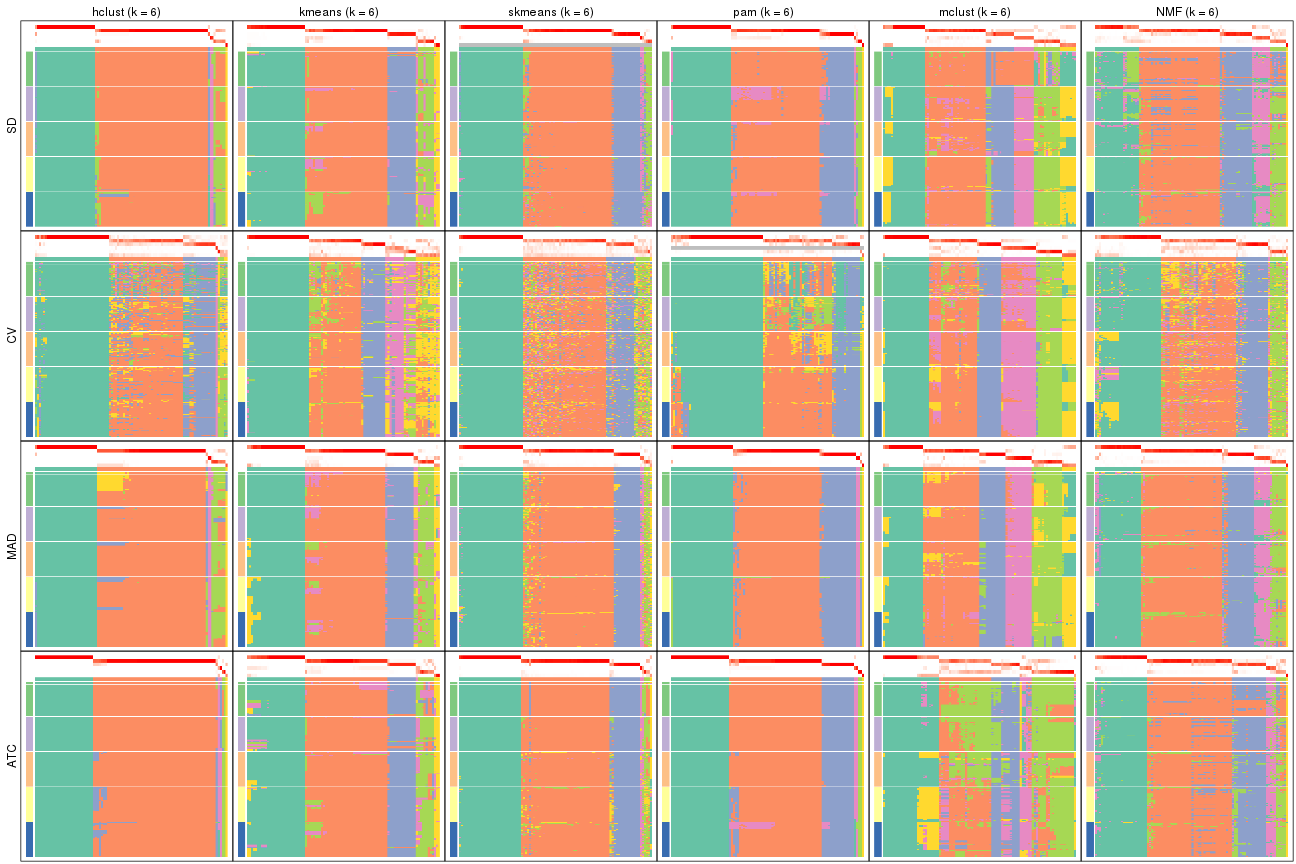 hclust (k = 6)
kmeans (k = 6)
skmeans (k = 6)
pam (k = 6)
mclust (k = 6)
NMF (k = 6)
SD
CV
MAD
ATC